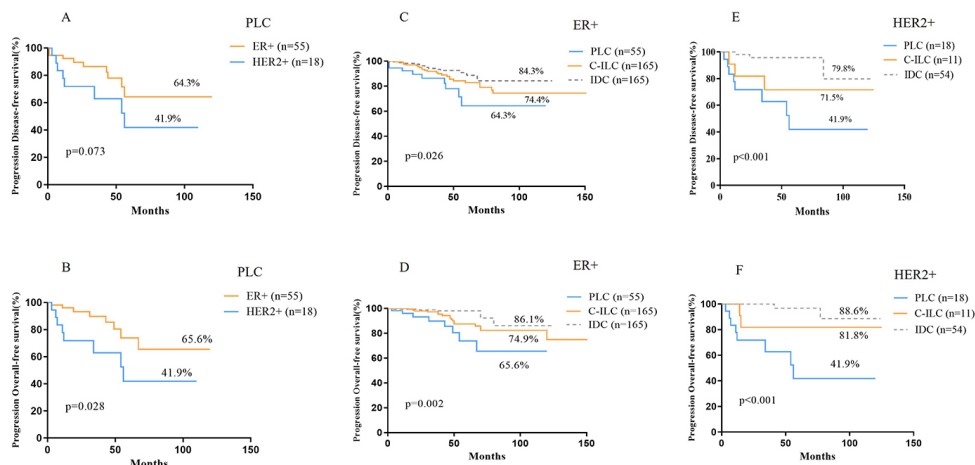 A
PLC
ER+ (n=55)
HER2+ (n=18)
Progression Disease-free survival(%)
100
80
60
40
20
0
64.3%
41.9%
p=0.073
0 50 100 150
Months
C
ER+
PLC (n=55)
C-ILC (n=165)
IDC (n=165)
Progression Disease-free survival(%)
100
80
60
40
20
0
84.3%
74.4%
64.3%
p=0.026
0 50 100 150
Months
E
HER2+
PLC (n=18)
C-ILC (n=11)
IDC (n=54)
Progression Disease-free survival(%)
100
80
60
40
20
0
79.8%
71.5%
41.9%
p<0.001
0 50 100 150
Months
B
PLC
ER+ (n=55)
HER2+ (n=18)
Progression Overall-free survival(%)
100
80
60
40
20
0
65.6%
41.9%
p=0.028
0 50 100 150
Months
D
ER+
PLC (n=55)
C-ILC (n=165)
IDC (n=165)
Progression Overall-free survival(%)
100
80
60
40
20
0
86.1%
74.9%
65.6%
p=0.002
0 50 100 150
Months
F
HER2+
PLC (n=18)
C-ILC (n=11)
IDC (n=54)
Progression Overall-free survival(%)
100
80
60
40
20
0
88.6%
81.8%
41.9%
p<0.001
0 50 100 150
Months